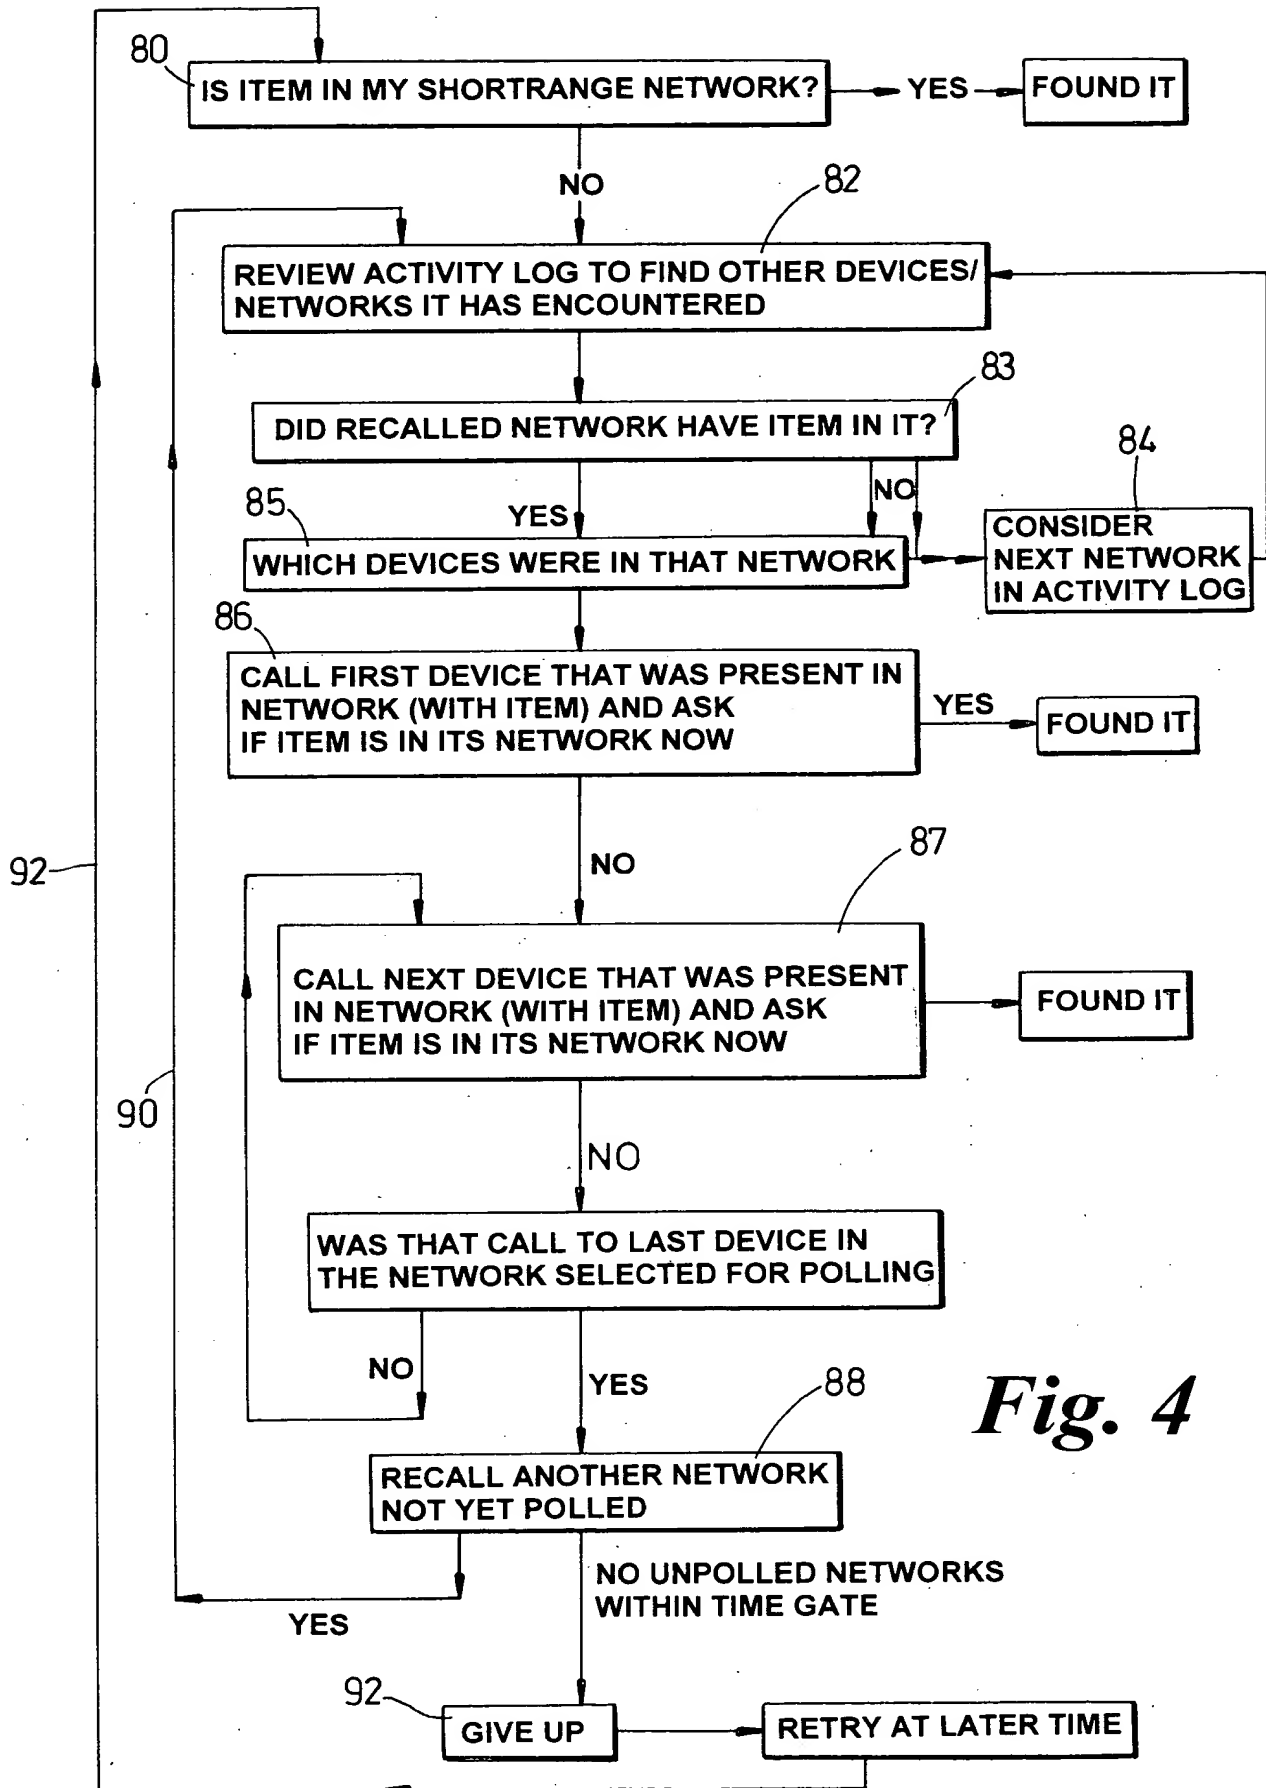 80
IS ITEM IN MY SHORTRANGE NETWORK?
YES
FOUND IT
NO
82
REVIEW ACTIVITY LOG TO FIND OTHER DEVICES/
NETWORKS IT HAS ENCOUNTERED
83
DID RECALLED NETWORK HAVE ITEM IN IT?
84
NO
85
YES
CONSIDER
NEXT NETWORK
IN ACTIVITY LOG
WHICH DEVICES WERE IN THAT NETWORK
86
CALL FIRST DEVICE THAT WAS PRESENT IN
NETWORK (WITH ITEM) AND ASK
IF ITEM IS IN ITS NETWORK NOW
YES
FOUND IT
92
NO
87
CALL NEXT DEVICE THAT WAS PRESENT
IN NETWORK (WITH ITEM) AND ASK
IF ITEM IS IN ITS NETWORK NOW
FOUND IT
90
NO
WAS THAT CALL TO LAST DEVICE IN
THE NETWORK SELECTED FOR POLLING
NO
YES
88
Fig. 4
RECALL ANOTHER NETWORK
NOT YET POLLED
NO UNPOLLED NETWORKS
WITHIN TIME GATE
YES
92
GIVE UP
RETRY AT LATER TIME